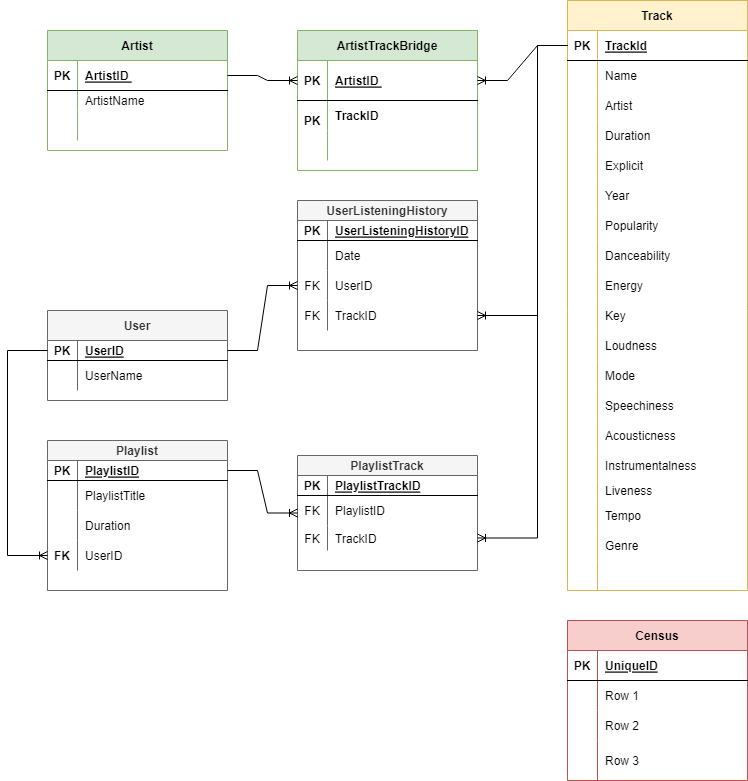 Artist
PK ArtistID
ArtistName
ArtistTrackBridge
PK ArtistID
PK TrackID
Track
PK TrackId
Name
Artist
Duration
Explicit
Year
Popularity
Danceability
Energy
Key
Loudness
Mode
Speechiness
Acousticness
Instrumentalness
Liveness
Tempo
Genre
UserListeningHistory
PK UserListeningHistoryID
Date
FK UserID
FK TrackID
User
PK UserID
UserName
Playlist
PK PlaylistID
PlaylistTitle
Duration
FK UserID
PlaylistTrack
PK PlaylistTrackID
FK PlaylistID
FK TrackID
Census
PK UniqueID
Row 1
Row 2
Row 3